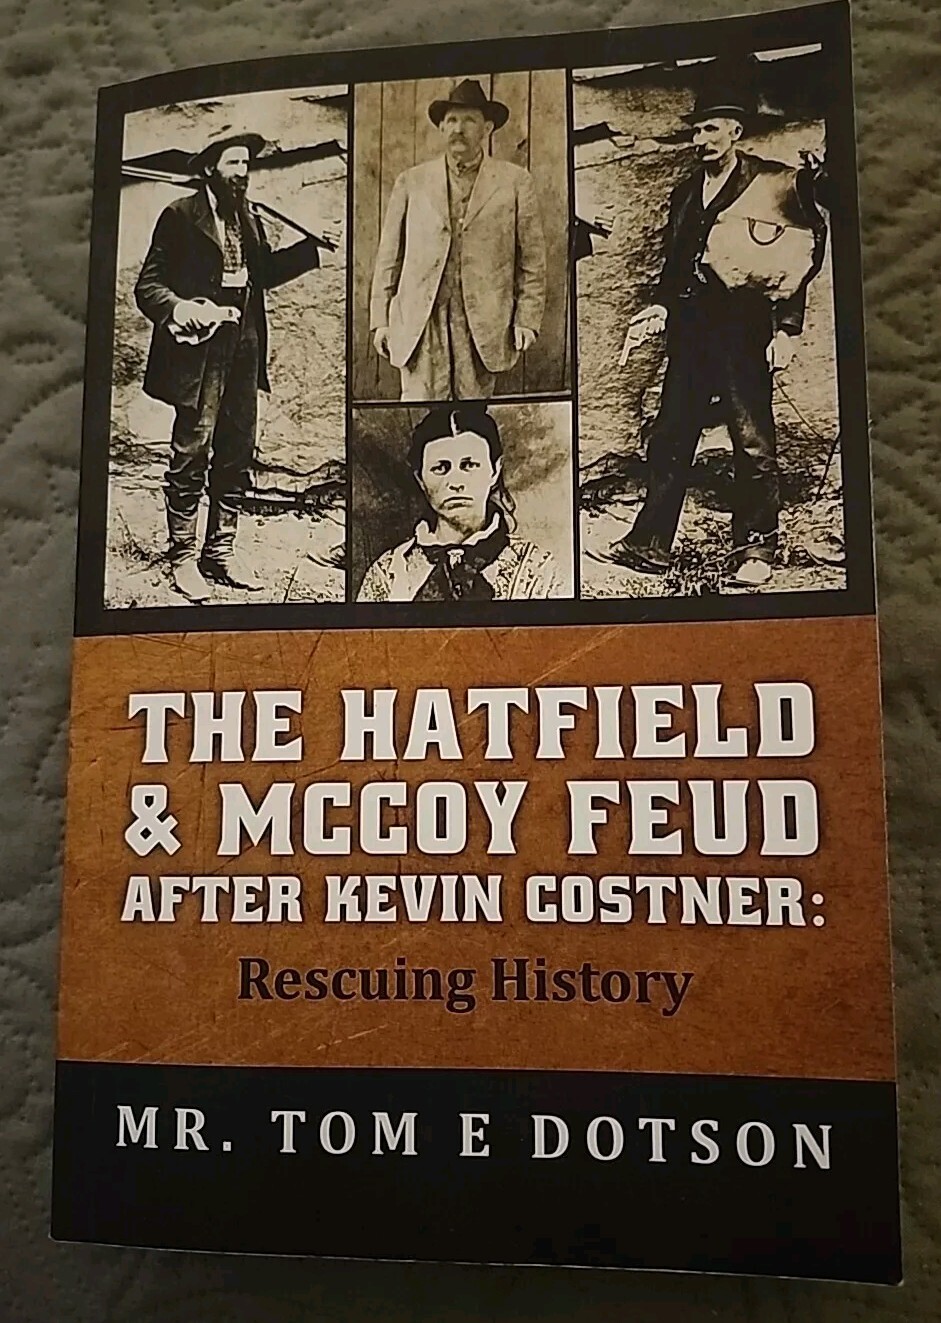 THE HATFIELD
& MCCOY FEUD
AFTER KEVIN COSTNER:
Rescuing History
MR. TOM E DOTSON